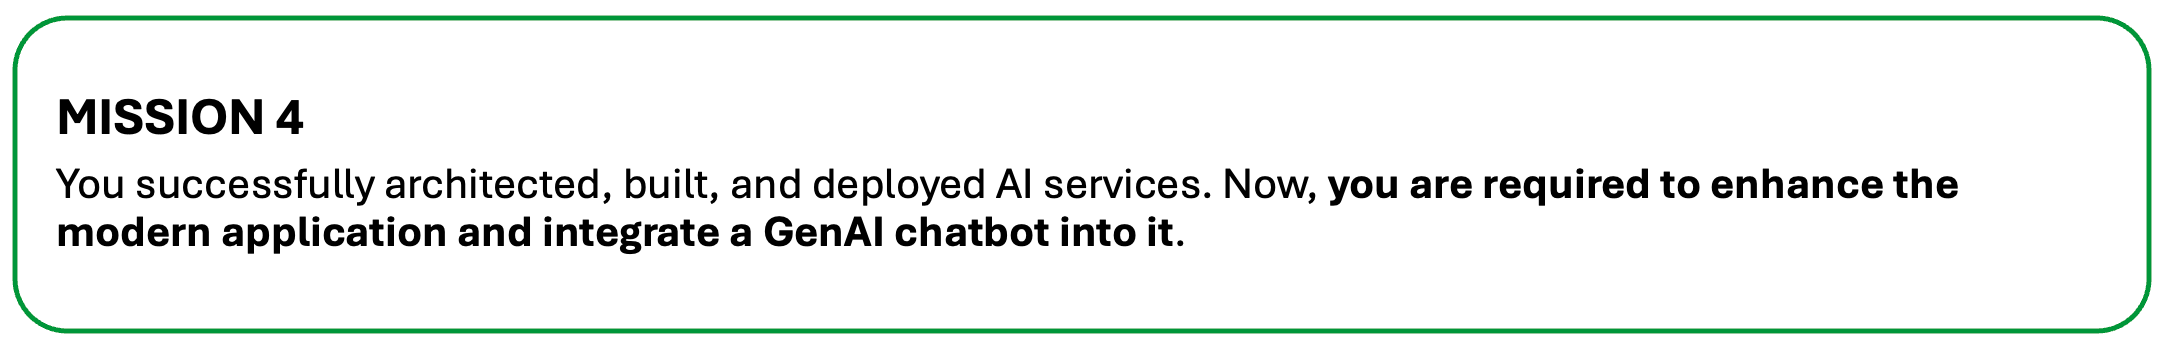 MISSION 4
You successfully architected, built, and deployed AI services. Now, you are required to enhance the
modern application and integrate a GenAI chatbot into it.